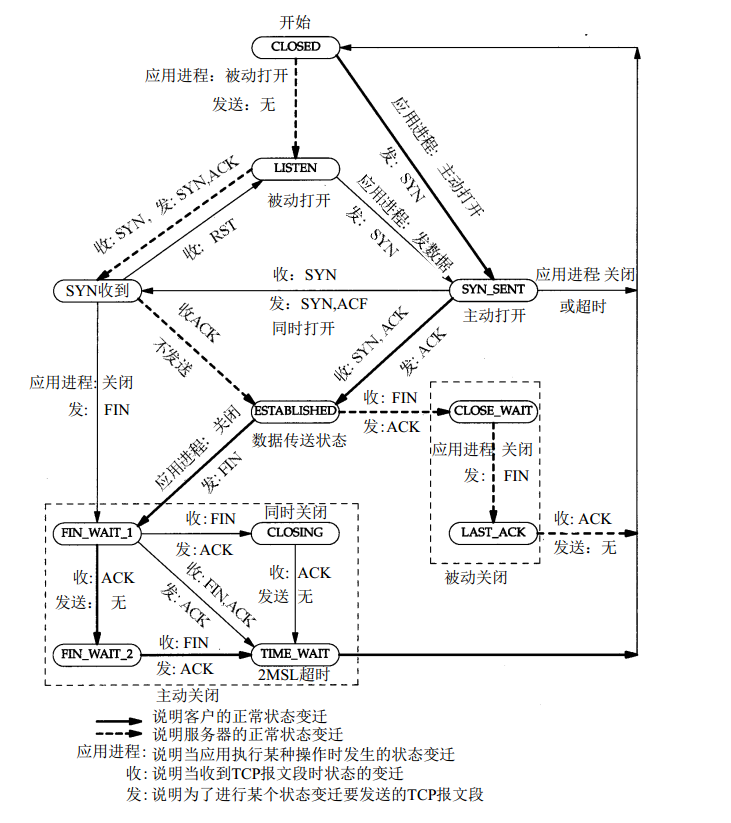 开始
CLOSED
应用进程：被动打开
发送：无
应用进程：主动打开
发：SYN
LISTEN
被动打开
收: SYN，发: SYN,ACK
收：RST
应用进程：发数据
发：SYN
SYN收到
收：SYN
发：SYN,ACF
同时打开
SYN_SENT
主动打开
应用进程 关闭
或超时
收ACK
不发送
收: SYN, ACK
发: ACK
应用进程: 关闭
发: FIN
ESTABLISHED
数据传送状态
收: FIN
发:ACK
CLOSE_WAIT
应用进程 关闭
发: FIN
LAST_ACK
被动关闭
收: ACK
发送：无
应用进程：关闭
发: FIN
同时关闭
FIN_WAIT_1
收: FIN
发: ACK
CLOSING
收: ACK
发送： 无
收: FIN,ACK
发: ACK
收: ACK
发送 无
FIN_WAIT_2
收: FIN
发: ACK
TIME_WAIT
2MSL超时
主动关闭
说明客户的正常状态变迁
说明服务器的正常状态变迁
应用进程: 说明当应用执行某种操作时发生的状态变迁
收: 说明当收到TCP报文段时状态的变迁
发: 说明为了进行某个状态变迁要发送的TCP报文段